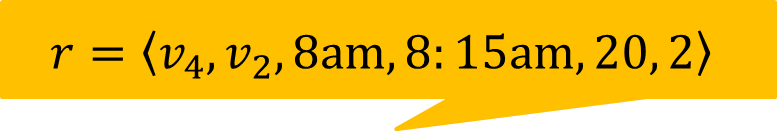 r = ⟨v₄, v₂, 8am, 8: 15am, 20, 2⟩